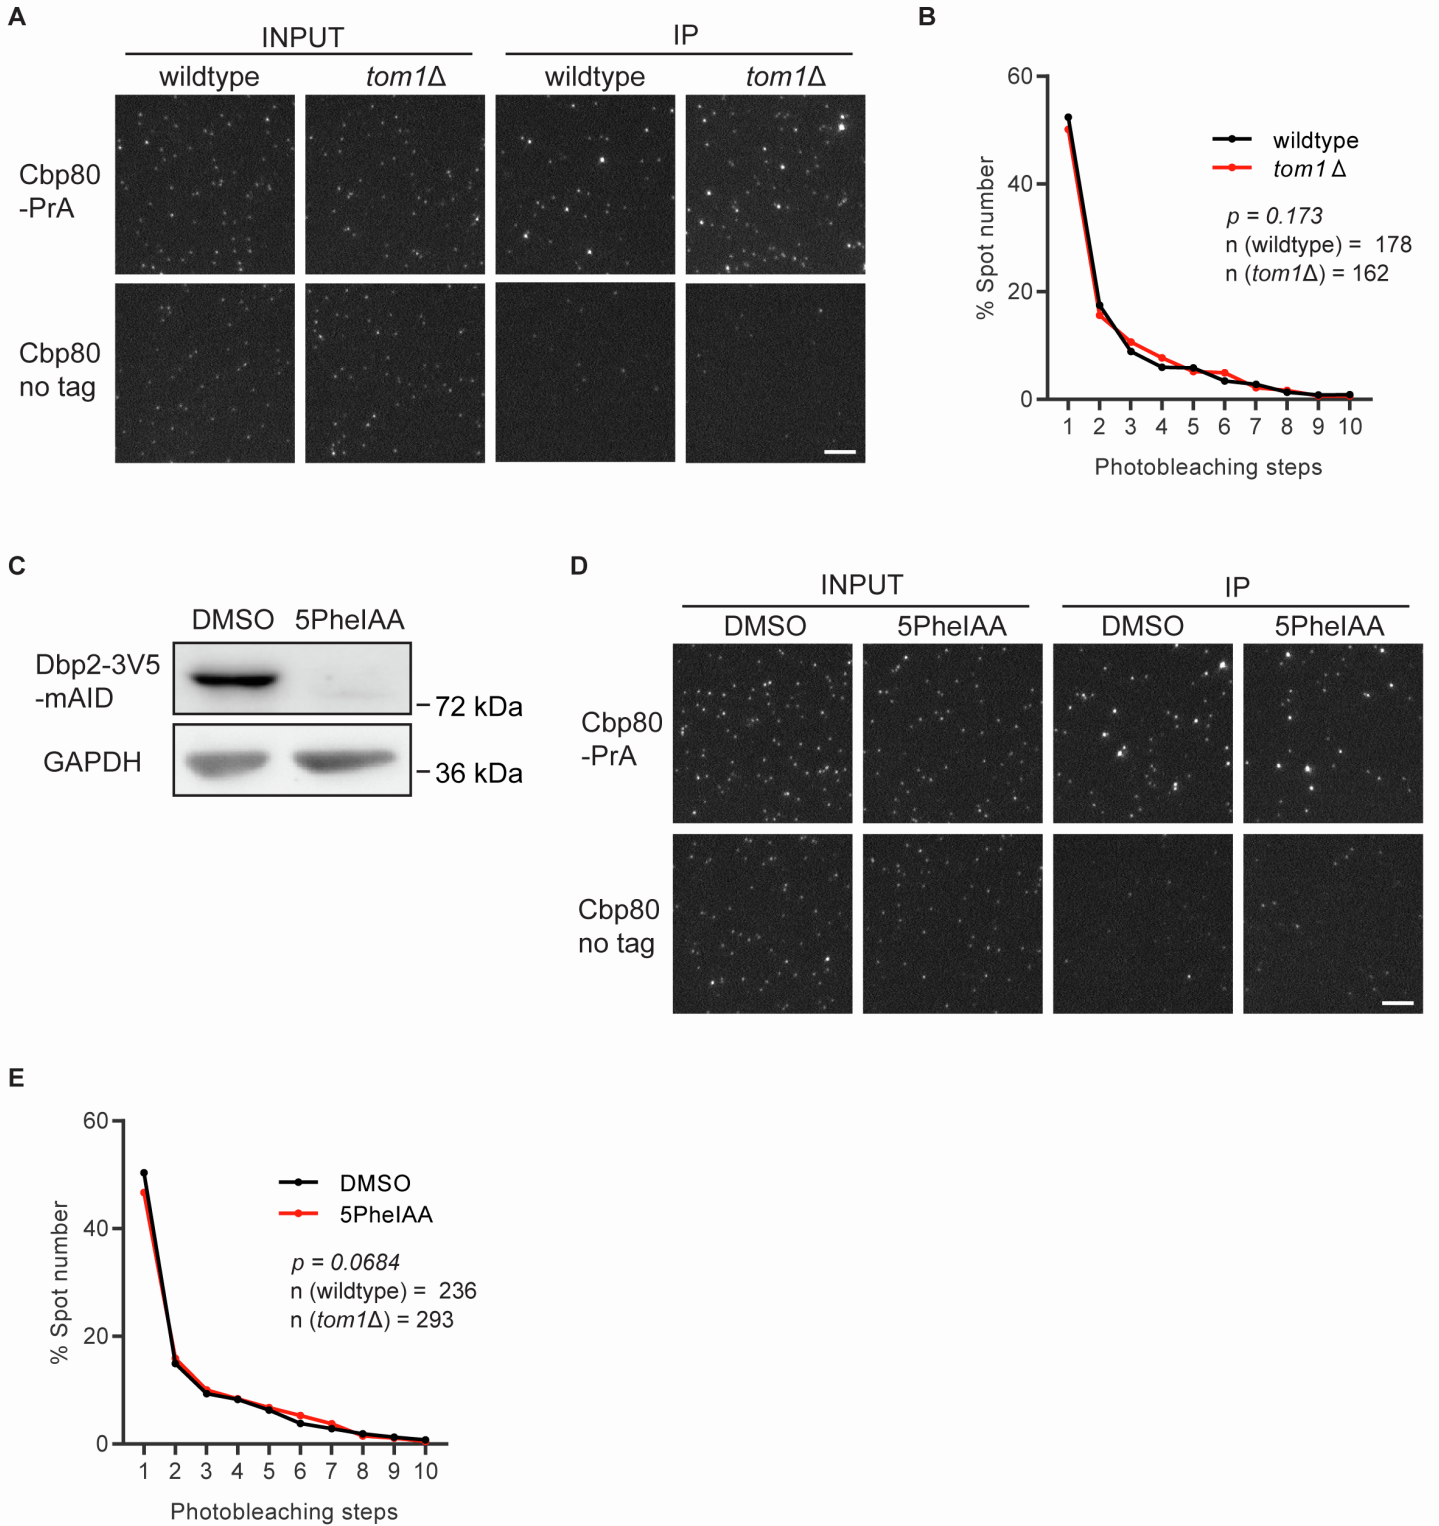 A
INPUT
IP
wildtype
tom1Δ
wildtype
tom1Δ
Cbp80
-PrA
Cbp80
no tag
B
60
40
20
0
% Spot number
wildtype
tom1 Δ
p = 0.173
n (wildtype) = 178
n (tom1Δ) = 162
1 2 3 4 5 6 7 8 9 10
Photobleaching steps
C
DMSO 5PheIAA
Dbp2-3V5
-mAID
72 kDa
GAPDH
36 kDa
D
INPUT
IP
DMSO
5PheIAA
DMSO
5PheIAA
Cbp80
-PrA
Cbp80
no tag
E
60
40
20
0
% Spot number
DMSO
5PheIAA
p = 0.0684
n (wildtype) = 236
n (tom1Δ) = 293
1 2 3 4 5 6 7 8 9 10
Photobleaching steps